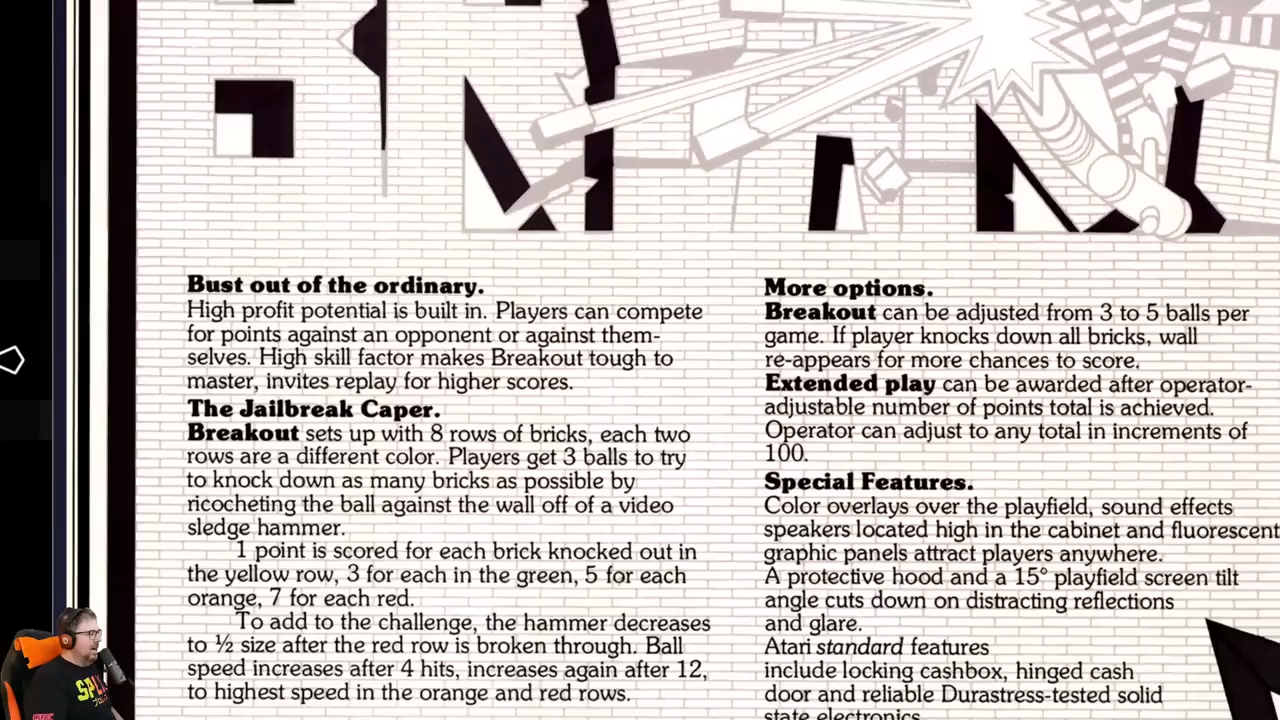 Bust out of the ordinary.
High profit potential is built in. Players can compete
for points against an opponent or against them-
selves. High skill factor makes Breakout tough to
master, invites replay for higher scores.
The Jailbreak Caper.
Breakout sets up with 8 rows of bricks, each two
rows are a different color. Players get 3 balls to try
to knock down as many bricks as possible by
ricocheting the ball against the wall off of a video
sledge hammer.
1 point is scored for each brick knocked out in
the yellow row, 3 for each in the green, 5 for each
orange, 7 for each red.
To add to the challenge, the hammer decreases
to ½ size after the red row is broken through. Ball
speed increases after 4 hits, increases again after 12,
to highest speed in the orange and red rows.
More options.
Breakout can be adjusted from 3 to 5 balls per
game. If player knocks down all bricks, wall
re-appears for more chances to score.
Extended play can be awarded after operator-
adjustable number of points total is achieved.
Operator can adjust to any total in increments of
100.
Special Features.
Color overlays over the playfield, sound effects
speakers located high in the cabinet and fluorescent
graphic panels attract players anywhere.
A protective hood and a 15° playfield screen tilt
angle cuts down on distracting reflections
and glare.
Atari standard features
include locking cashbox, hinged cash
door and reliable Durastress-tested solid
state electronics.